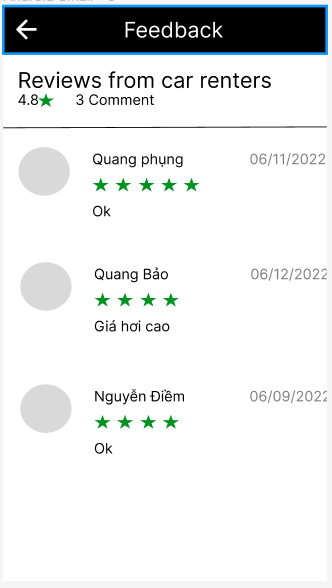 Feedback
Reviews from car renters
4.8★ 3 Comment
Quang phụng 06/11/2022
★ ★ ★ ★ ★
Ok
Quang Bảo 06/12/2022
★ ★ ★ ★
Giá hơi cao
Nguyễn Điềm 06/09/2022
★ ★ ★ ★
Ok